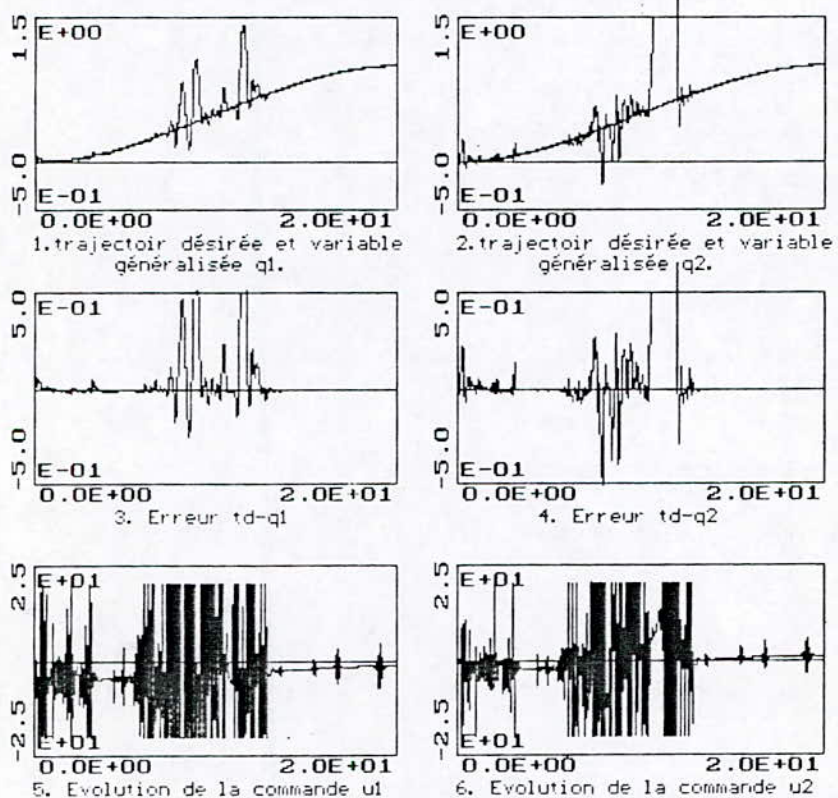 1.5
E+00
-5.0
E-01
0.0E+00 2.0E+01
1.trajectoir désirée et variable
généralisée q1.
1.5
E+00
-5.0
E-01
0.0E+00 2.0E+01
2.trajectoir désirée et variable
généralisée q2.
5.0
E-01
-5.0
E-01
0.0E+00 2.0E+01
3. Erreur td-q1
5.0
E-01
-5.0
E-01
0.0E+00 2.0E+01
4. Erreur td-q2
2.5
E+01
-2.5
E+01
0.0E+00 2.0E+01
5. Evolution de la commande u1
2.5
E+01
-2.5
E+01
0.0E+00 2.0E+01
6. Evolution de la commande u2